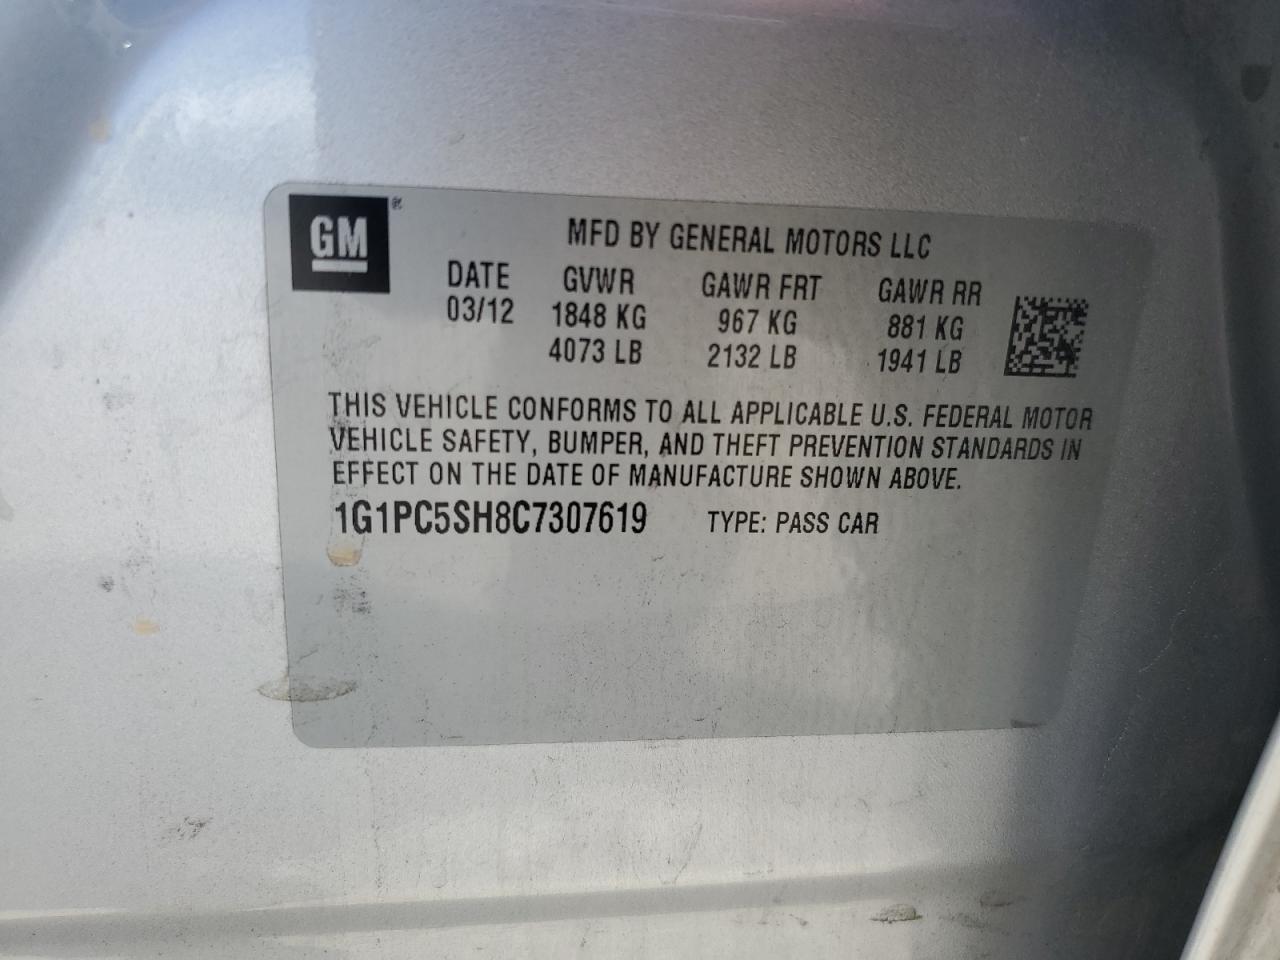 GM®
MFD BY GENERAL MOTORS LLC
DATE GVWR GAWR FRT GAWR RR
03/12 1848 KG 967 KG 881 KG
4073 LB 2132 LB 1941 LB
THIS VEHICLE CONFORMS TO ALL APPLICABLE U.S. FEDERAL MOTOR
VEHICLE SAFETY, BUMPER, AND THEFT PREVENTION STANDARDS IN
EFFECT ON THE DATE OF MANUFACTURE SHOWN ABOVE.
1G1PC5SH8C7307619 TYPE: PASS CAR